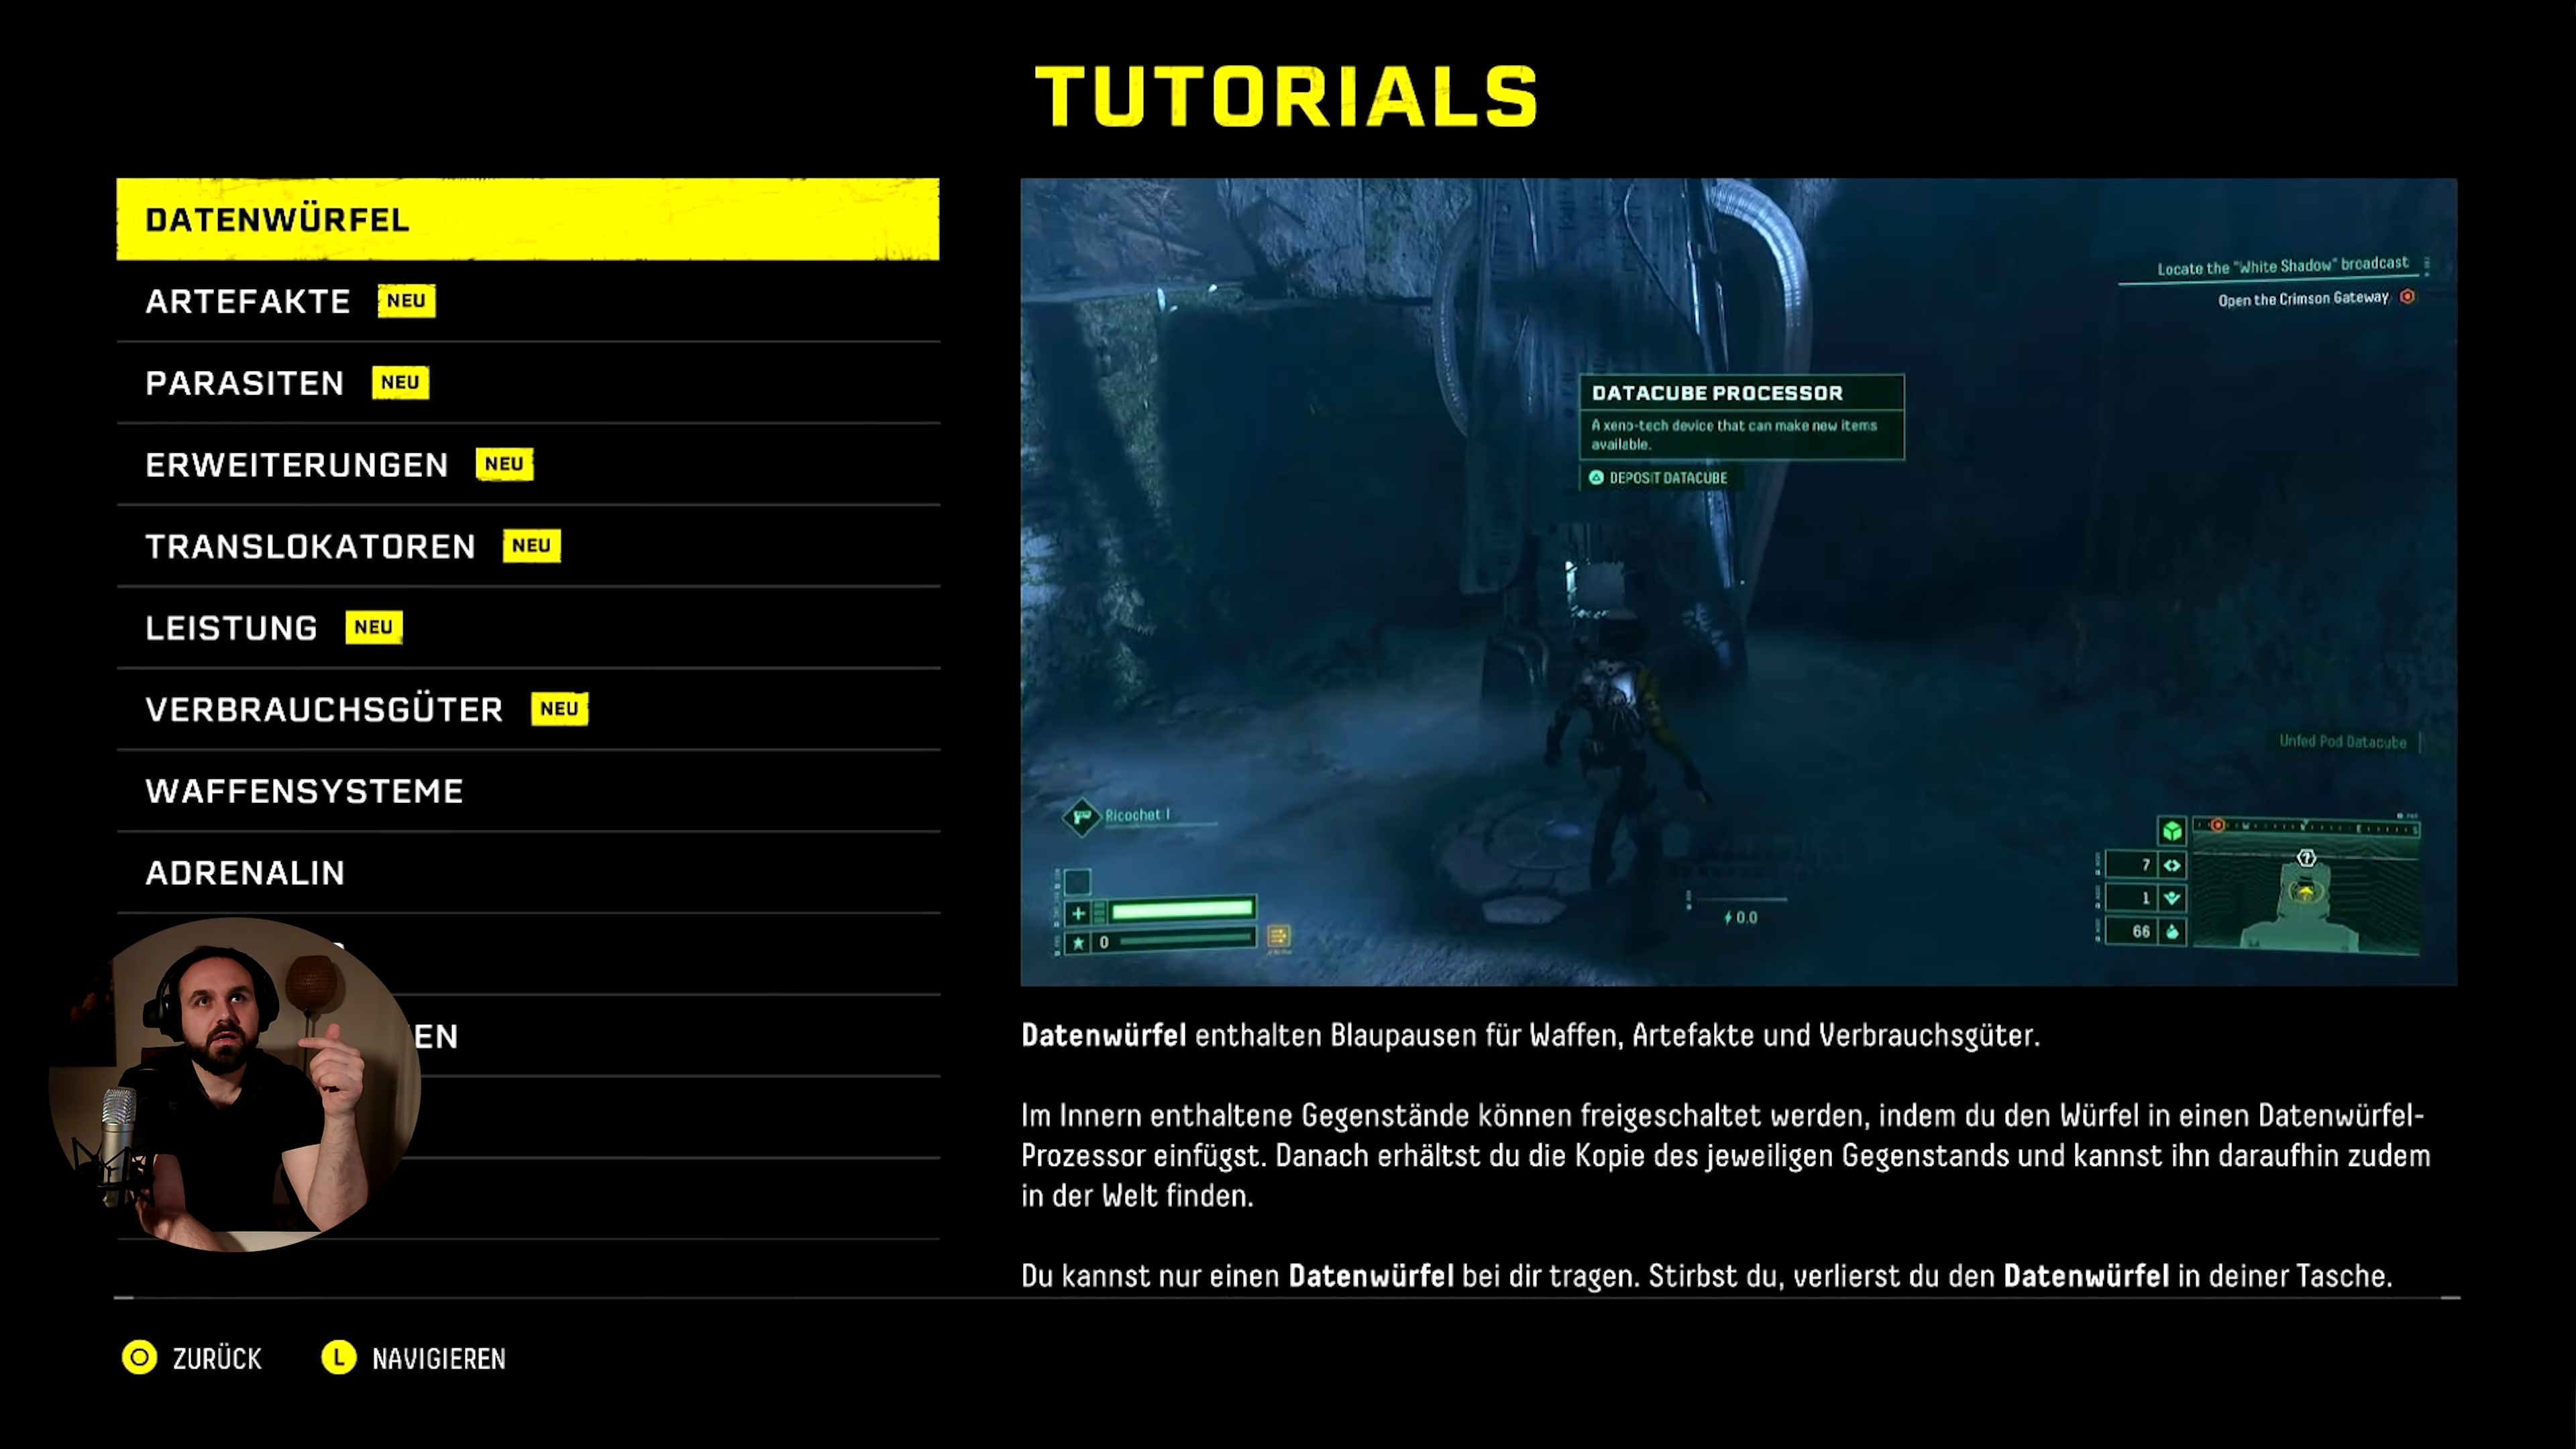 TUTORIALS
DATENWÜRFEL
ARTEFAKTE NEU
PARASITEN NEU
ERWEITERUNGEN NEU
TRANSLOKATOREN NEU
LEISTUNG NEU
VERBRAUCHSGÜTER NEU
WAFFENSYSTEME
ADRENALIN
EN
Locate the "White Shadow" broadcast
Open the Crimson Gateway
DATACUBE PROCESSOR
A xeno-tech device that can make new items
available.
DEPOSIT DATACUBE
Unfed Pod Datacube
Ricochet I
0
0.0
7
1
66
Datenwürfel enthalten Blaupausen für Waffen, Artefakte und Verbrauchsgüter.
Im Innern enthaltene Gegenstände können freigeschaltet werden, indem du den Würfel in einen Datenwürfel-
Prozessor einfügst. Danach erhältst du die Kopie des jeweiligen Gegenstands und kannst ihn daraufhin zudem
in der Welt finden.
Du kannst nur einen Datenwürfel bei dir tragen. Stirbst du, verlierst du den Datenwürfel in deiner Tasche.
ZURÜCK L NAVIGIEREN